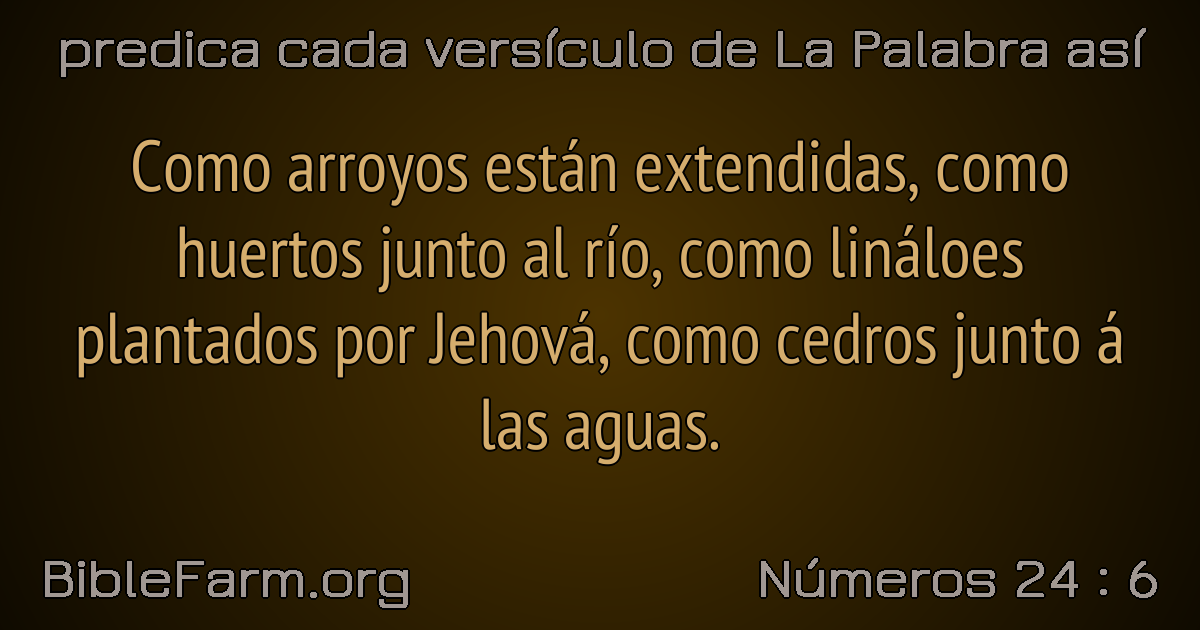 predica cada versículo de La Palabra así
Como arroyos están extendidas, como
huertos junto al río, como lináloes
plantados por Jehová, como cedros junto á
las aguas.
BibleFarm.org
Números 24 : 6